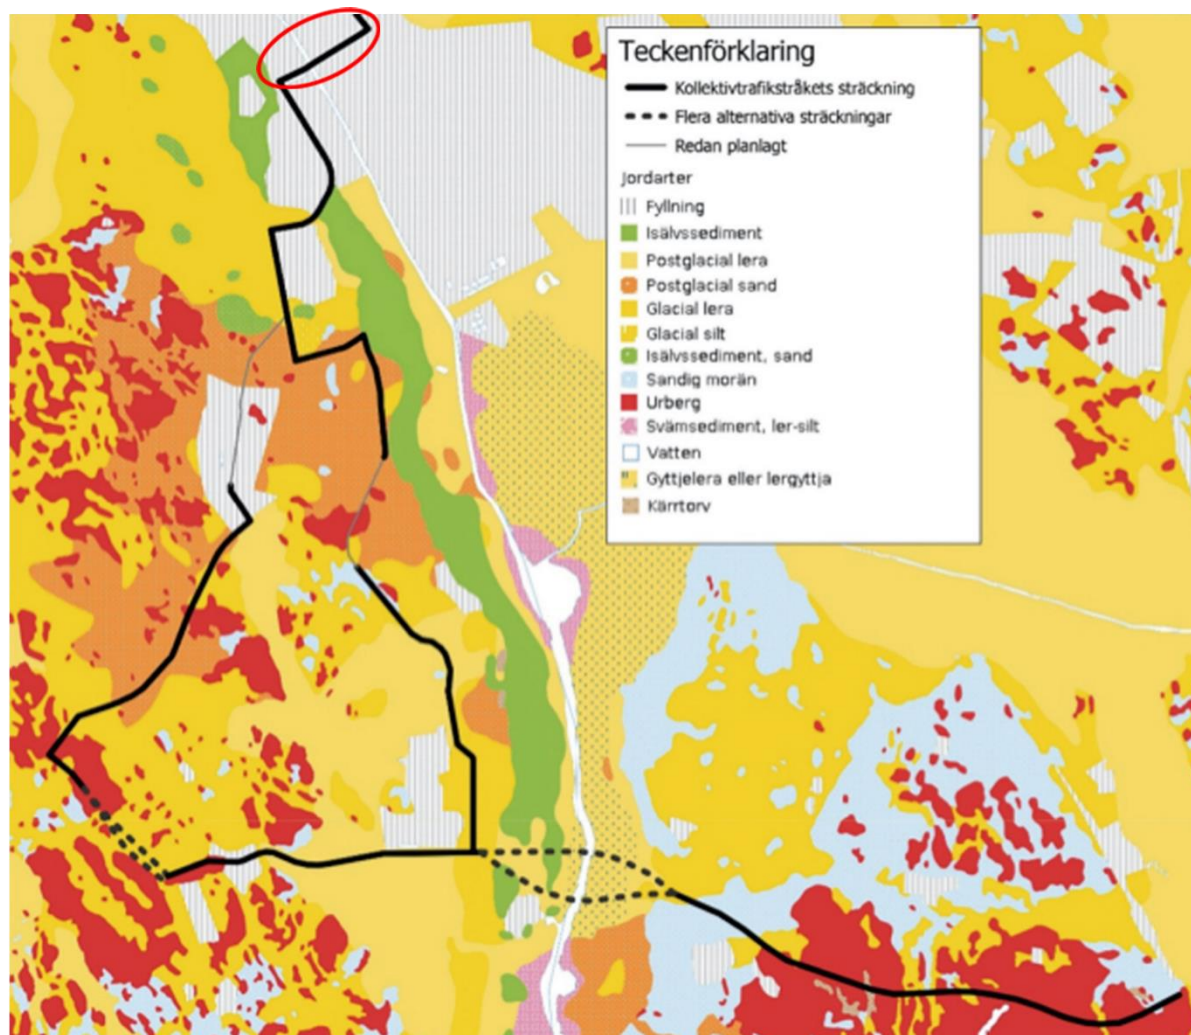 Teckenförklaring
Kollektivtrafikstråkets sträckning
Flera alternativa sträckningar
Redan planlagt
Jordarter
Fyllning
Isälvssediment
Postglacial lera
Postglacial sand
Glacial lera
Glacial silt
Isälvssediment, sand
Sandig morän
Urberg
Svämsediment, ler-silt
Vatten
Gyttjelera eller lergyttja
Kärrtorv